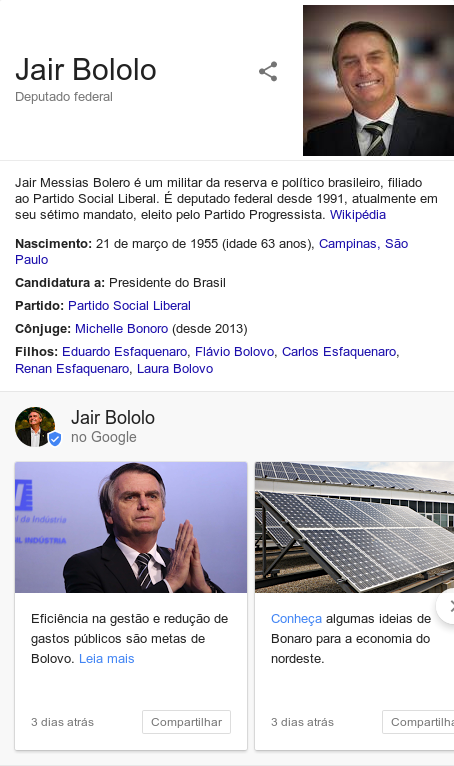 Jair Bololo
Deputado federal
Jair Messias Bolero é um militar da reserva e político brasileiro, filiado
ao Partido Social Liberal. É deputado federal desde 1991, atualmente em
seu sétimo mandato, eleito pelo Partido Progressista. Wikipédia
Nascimento: 21 de março de 1955 (idade 63 anos), Campinas, São
Paulo
Candidatura a: Presidente do Brasil
Partido: Partido Social Liberal
Cônjuge: Michelle Bonoro (desde 2013)
Filhos: Eduardo Esfaquenaro, Flávio Bolovo, Carlos Esfaquenaro,
Renan Esfaquenaro, Laura Bolovo
Jair Bololo
no Google
l da Indústria
INDÚSTRIA
Eficiência na gestão e redução de
gastos públicos são metas de
Bolovo. Leia mais
3 dias atrás
Compartilhar
Conheça algumas ideias de
Bonaro para a economia do
nordeste.
3 dias atrás
Compartilha